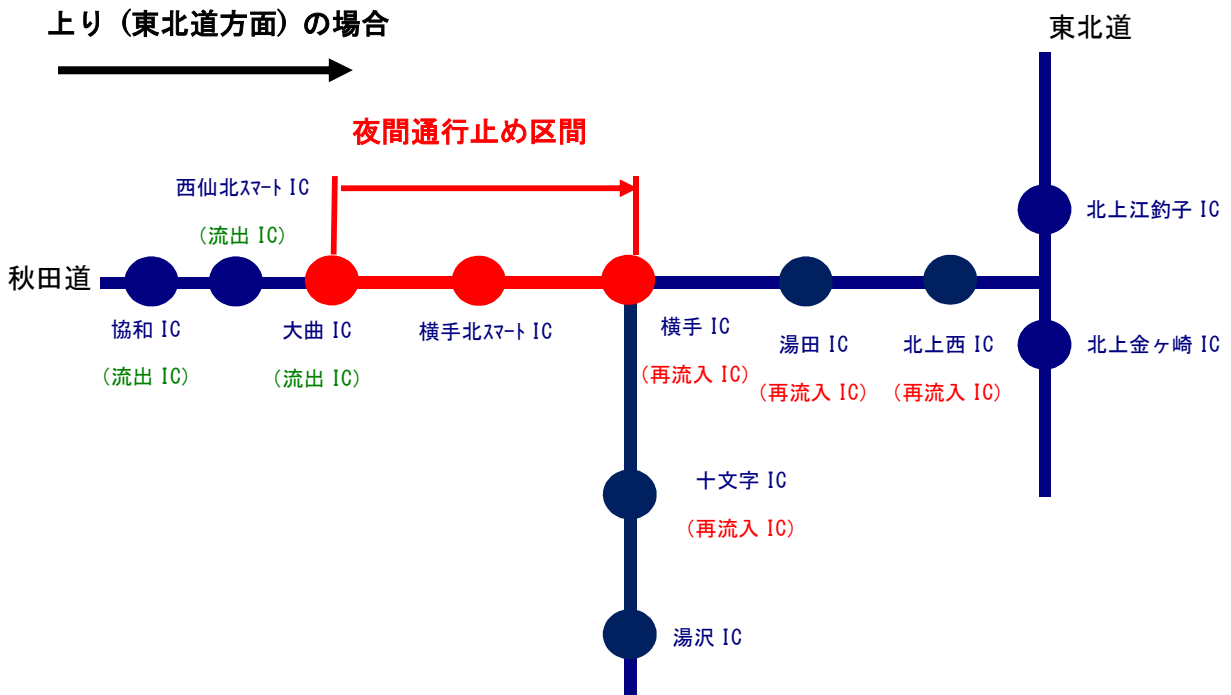 上り（東北道方面）の場合
東北道
夜間通行止め区間
西仙北スマート IC
（流出 IC）
北上江釣子 IC
秋田道
協和 IC
（流出 IC）
大曲 IC
（流出 IC）
横手北スマート IC
横手 IC
（再流入 IC）
湯田 IC
（再流入 IC）
北上西 IC
（再流入 IC）
北上金ヶ崎 IC
十文字 IC
（再流入 IC）
湯沢 IC